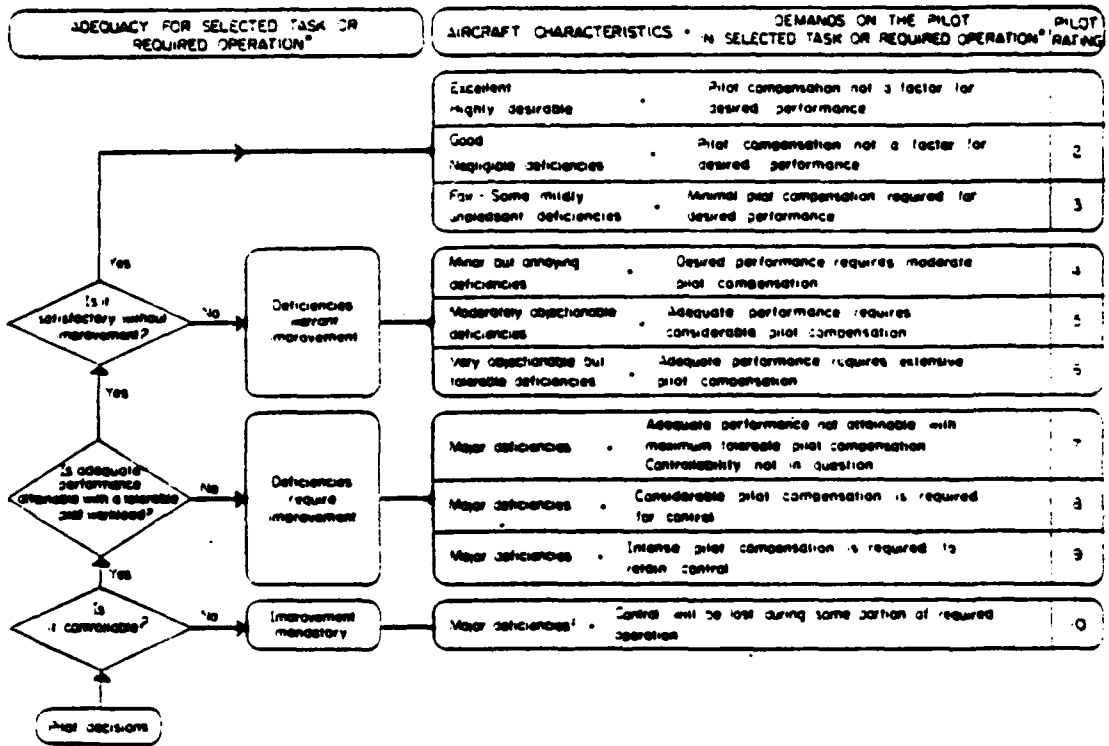 ADEQUACY FOR SELECTED TASK OR
REQUIRED OPERATION*
AIRCRAFT CHARACTERISTICS
DEMANDS ON THE PILOT
IN SELECTED TASK OR REQUIRED OPERATION*
PILOT
RATING
Excellent
Highly desirable
Pilot compensation not a factor for
desired performance
Good
Negligible deficiencies
Pilot compensation not a factor for
desired performance
2
Fair - Some mildly
unpleasant deficiencies
Minimal pilot compensation required for
desired performance
3
Yes
Is it
satisfactory without
improvement?
No
Deficiencies
warrant
improvement
Minor but annoying
deficiencies
Desired performance requires moderate
pilot compensation
4
Moderately objectionable
deficiencies
Adequate performance requires
considerable pilot compensation
5
Very objectionable but
tolerable deficiencies
Adequate performance requires extensive
pilot compensation
6
Yes
Is adequate
performance
attainable with a tolerable
pilot workload?
No
Deficiencies
require
improvement
Major deficiencies
Adequate performance not attainable with
maximum tolerable pilot compensation
Controllability not in question
7
Major deficiencies
Considerable pilot compensation is required
for control
8
Major deficiencies
Intense pilot compensation is required to
retain control
9
Yes
Is
it controllable?
No
Improvement
mandatory
Major deficiencies
Control will be lost during some portion of required
operation
10
Pilot decisions